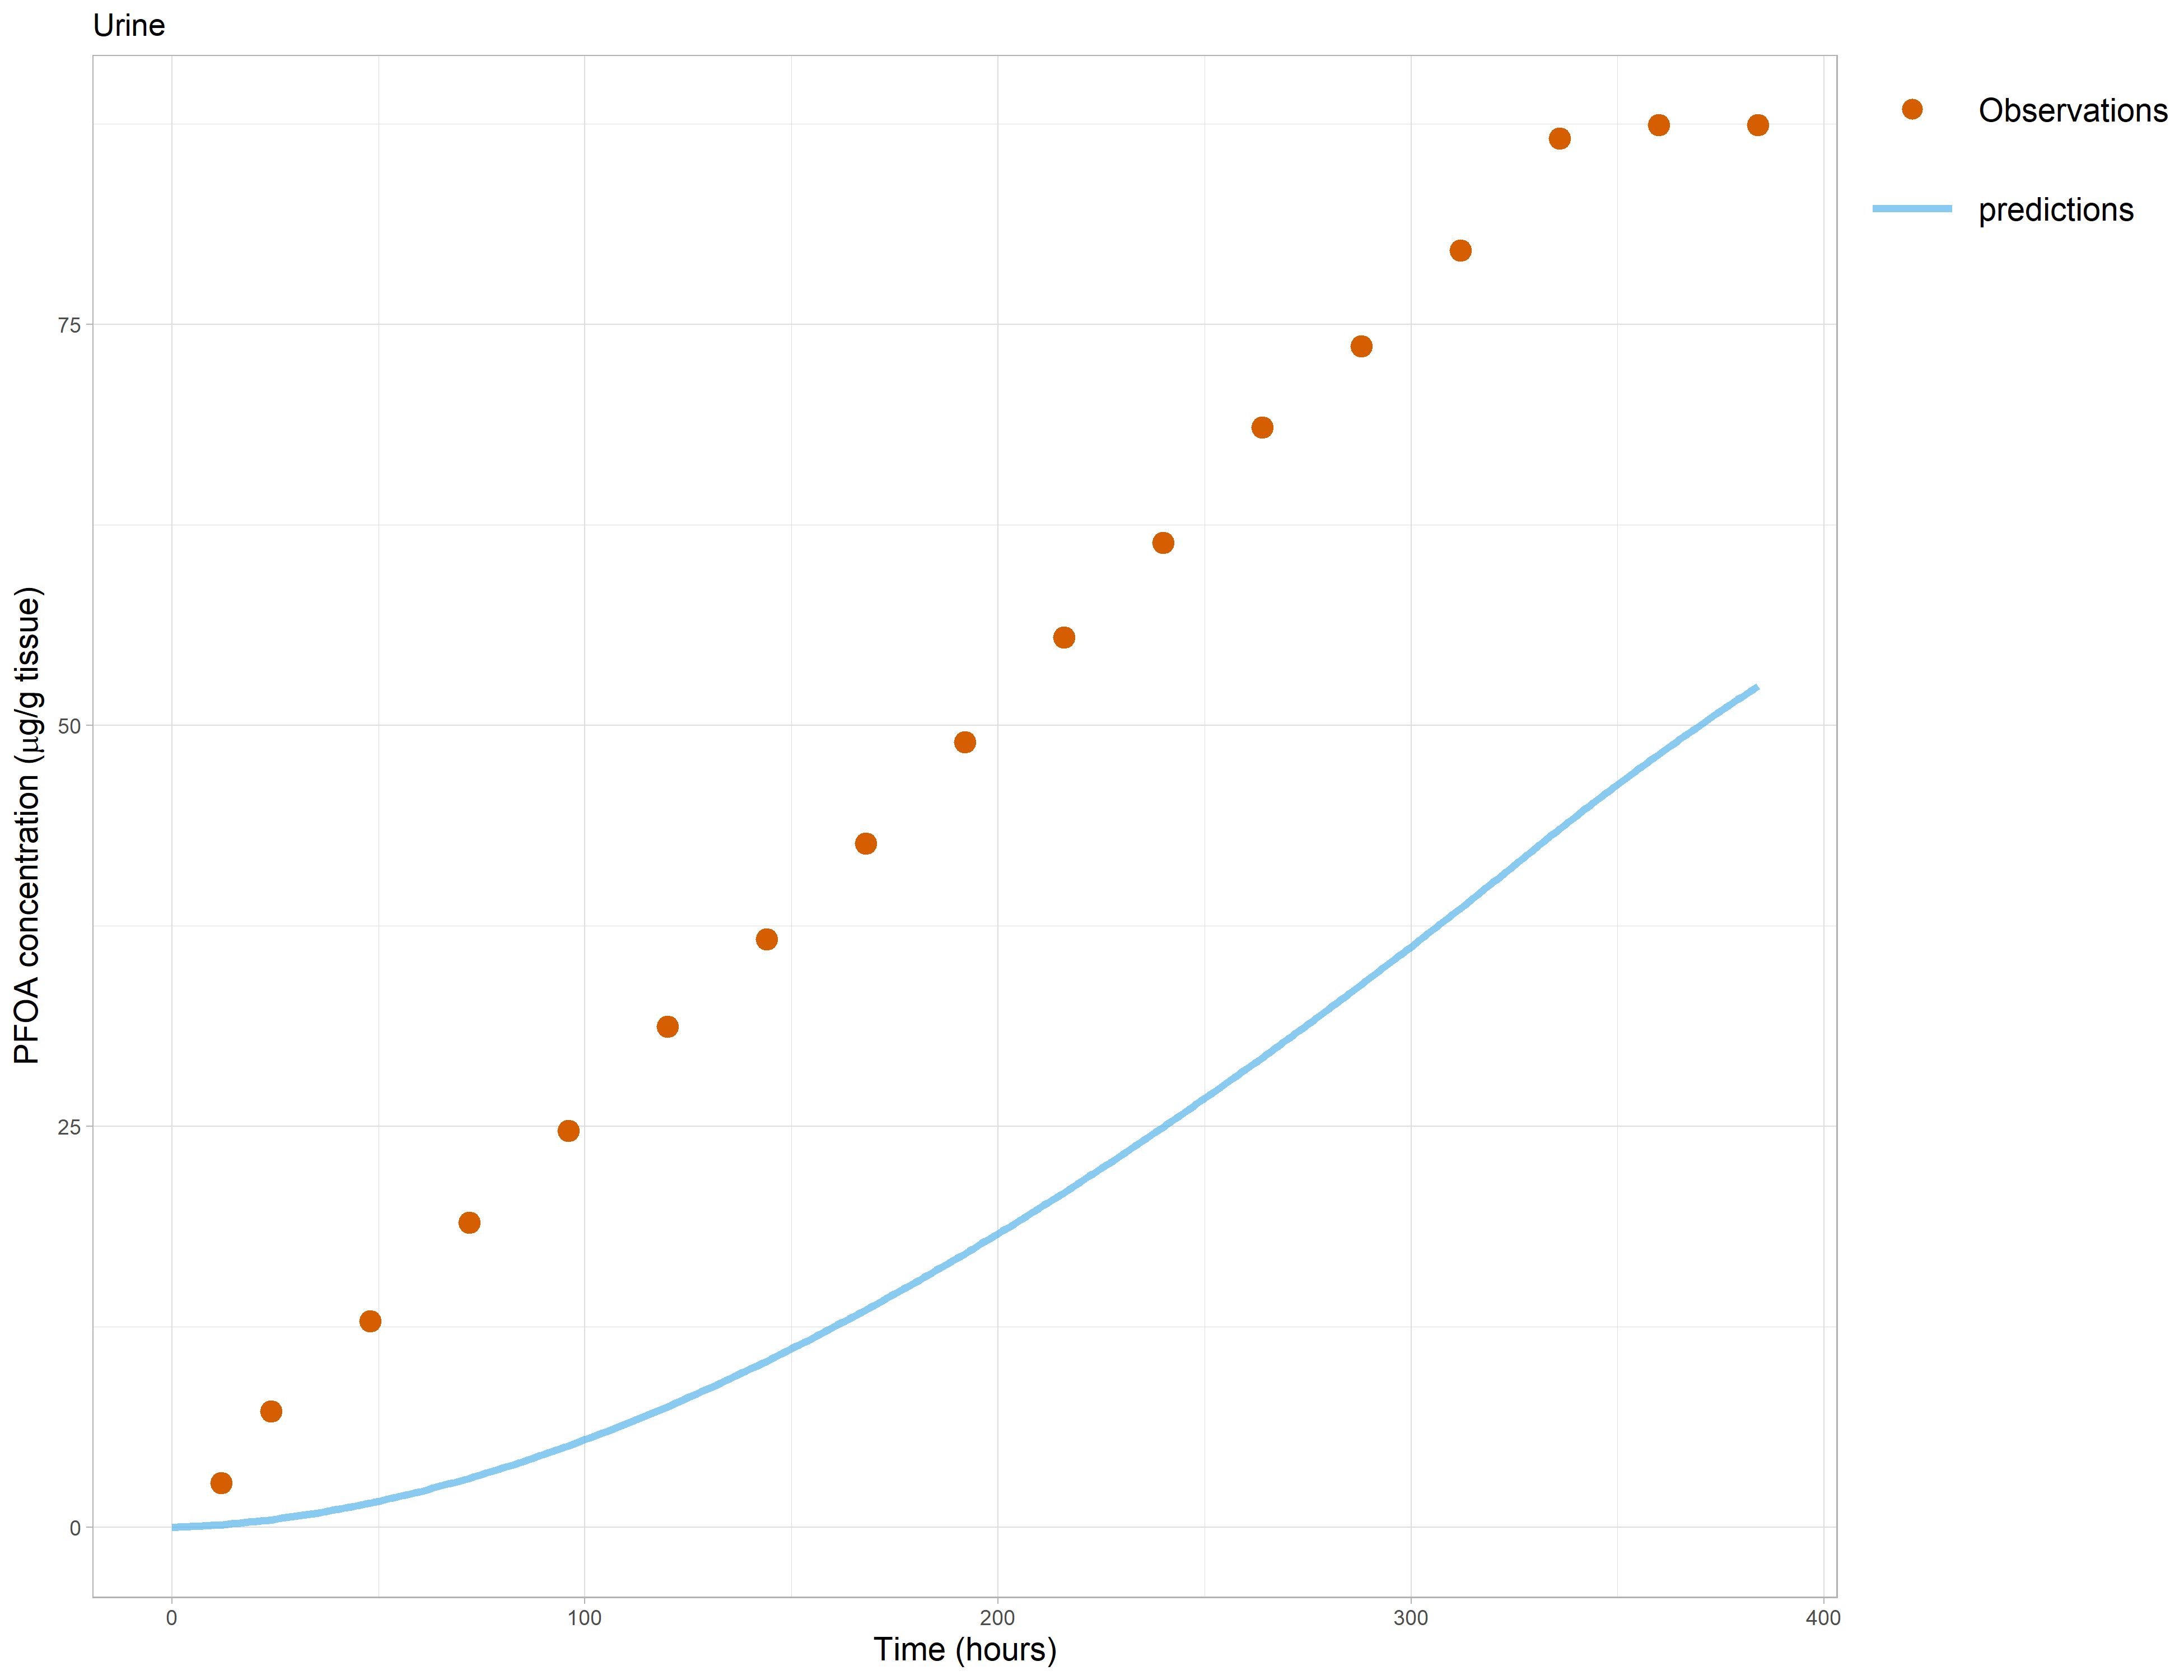 Urine
Observations
predictions
PFOA concentration (μg/g tissue)
75
50
25
0
0 100 200 300 400
Time (hours)